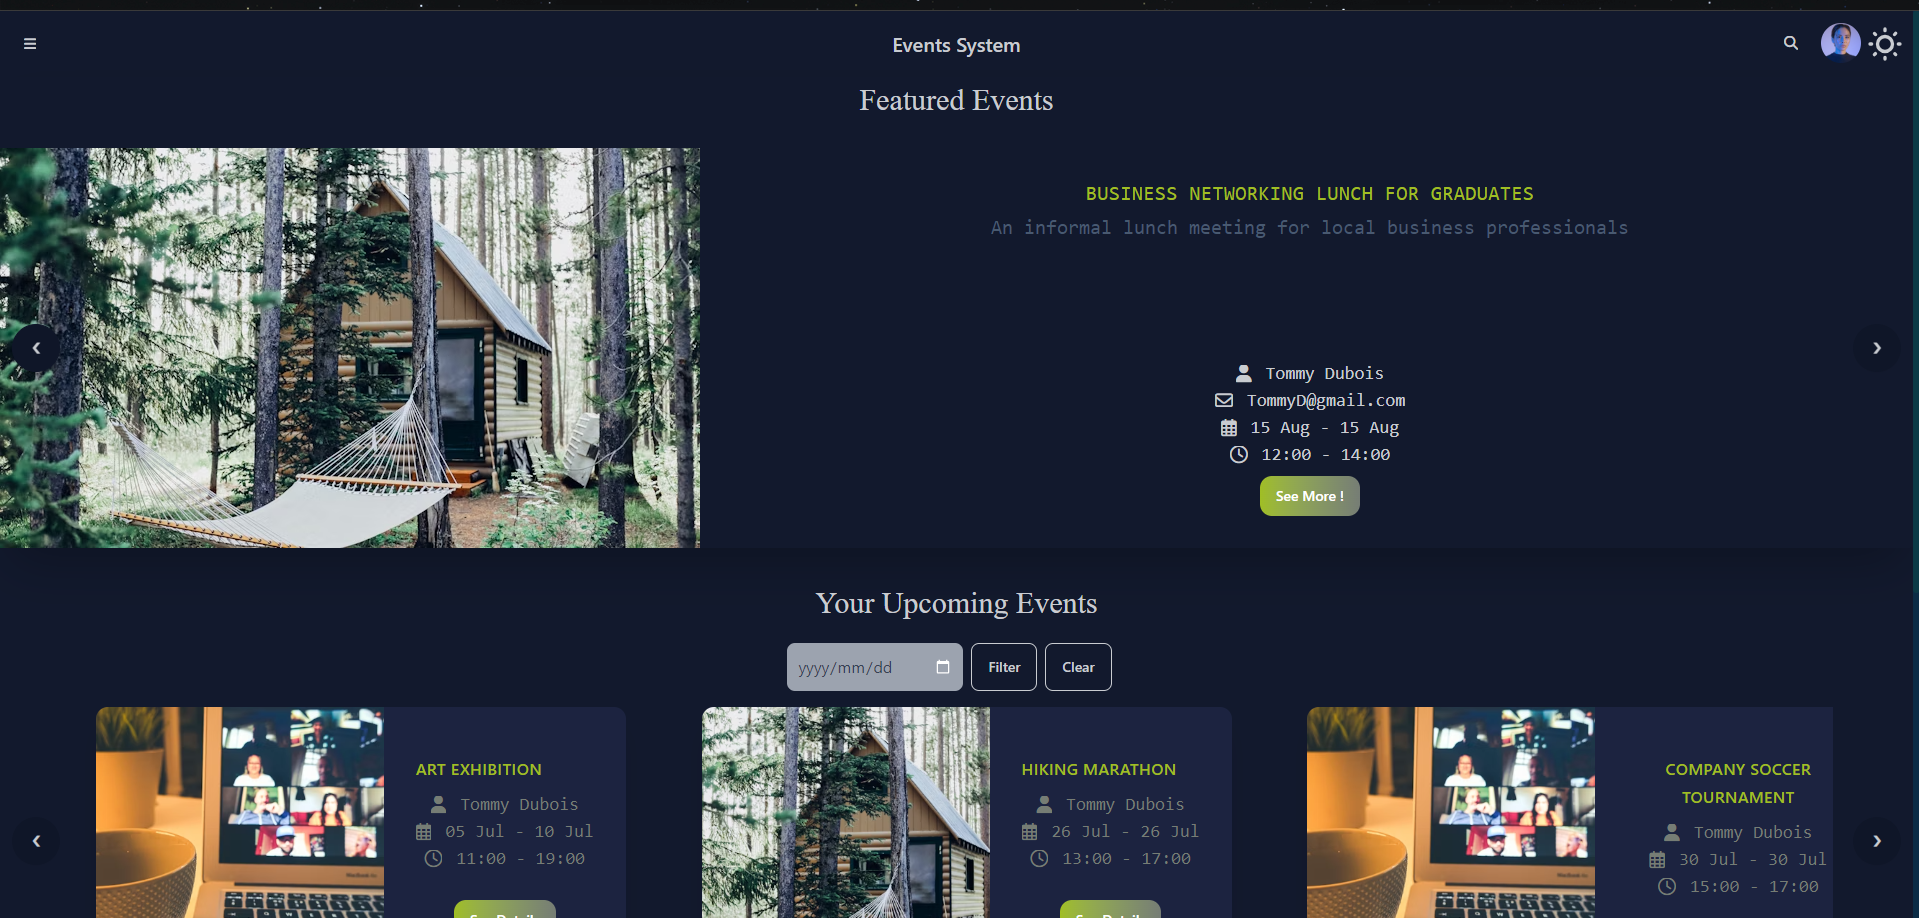 Events System
Featured Events
BUSINESS NETWORKING LUNCH FOR GRADUATES
An informal lunch meeting for local business professionals
Tommy Dubois
TommyD@gmail.com
15 Aug - 15 Aug
12:00 - 14:00
See More !
Your Upcoming Events
yyyy/mm/dd
Filter
Clear
ART EXHIBITION
Tommy Dubois
05 Jul - 10 Jul
11:00 - 19:00
HIKING MARATHON
Tommy Dubois
26 Jul - 26 Jul
13:00 - 17:00
COMPANY SOCCER
TOURNAMENT
Tommy Dubois
30 Jul - 30 Jul
15:00 - 17:00